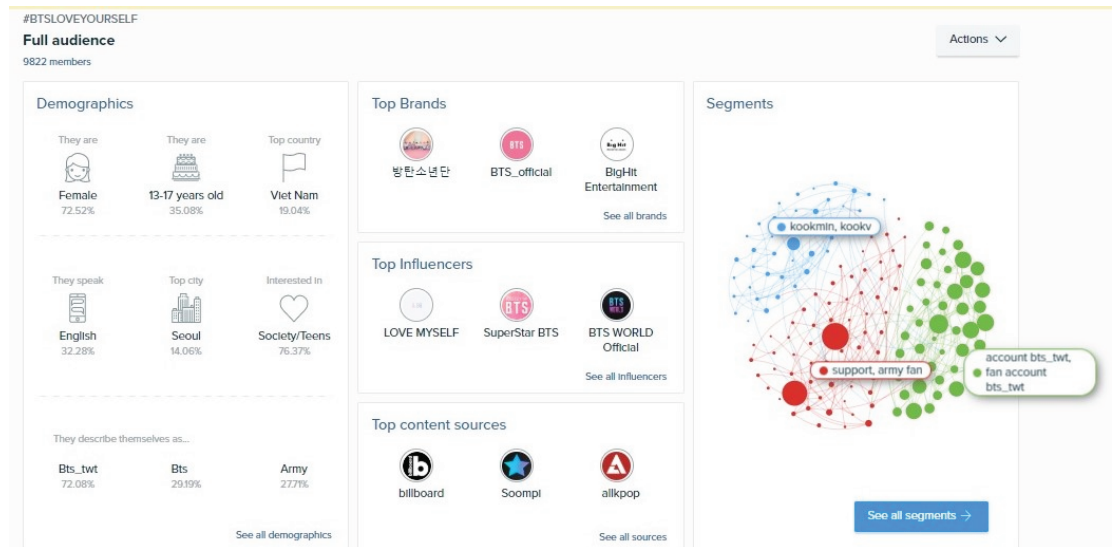 #BTSLOVEYOURSELF
Full audience
9822 members
Actions
Demographics
They are
Female
72.52%
They are
13-17 years old
35.08%
Top country
Viet Nam
19.04%
They speak
English
32.28%
Top city
Seoul
14.06%
Interested in
Society/Teens
76.37%
They describe themselves as...
Bts_twt
72.08%
Bts
29.19%
Army
27.71%
See all demographics
Top Brands
방탄소년단
BTS
BTS_official
Big Hit
BigHit
Entertainment
See all brands
Top Influencers
LOVE MYSELF
BTS
SuperStar BTS
BTS
BTS WORLD
Official
See all influencers
Top content sources
b
billboard
Soompi
allkpop
See all sources
Segments
kookmin, kookv
support, army fan
account bts_twt,
fan account
bts_twt
See all segments →